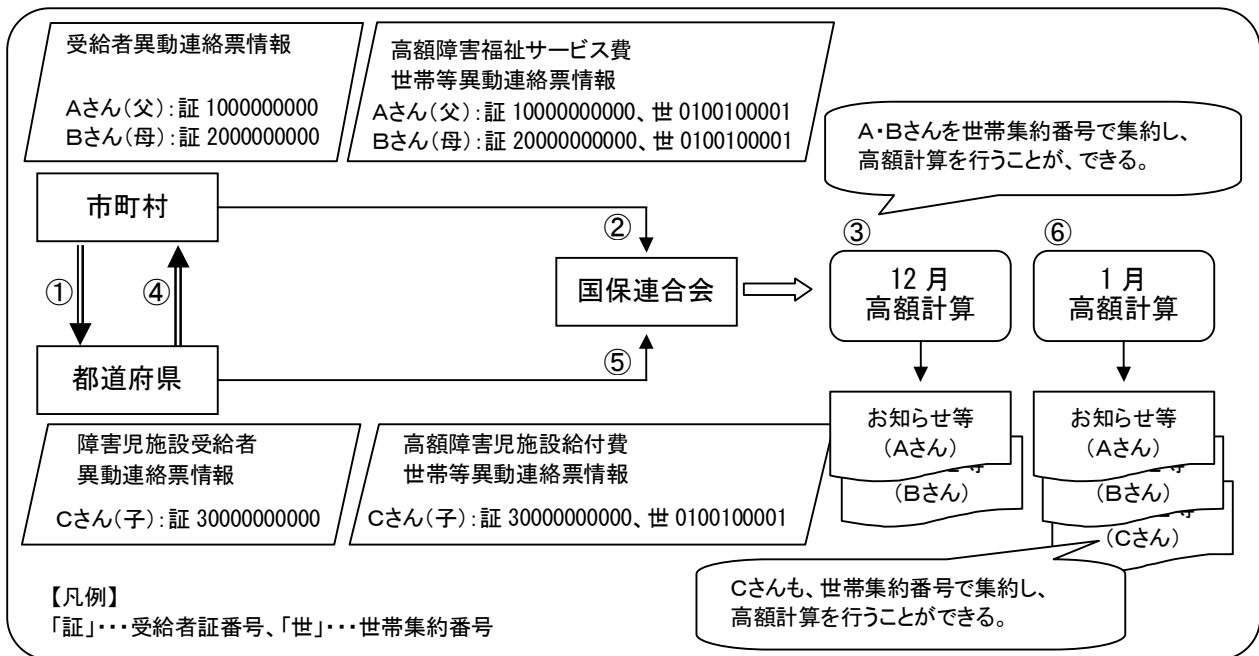 受給者異動連絡票情報
Aさん(父):証 1000000000
Bさん(母):証 2000000000
高額障害福祉サービス費
世帯等異動連絡票情報
Aさん(父):証 10000000000、世 0100100001
Bさん(母):証 20000000000、世 0100100001
A・Bさんを世帯集約番号で集約し、
高額計算を行うことが、できる。
市町村
①
④
都道府県
②
⑤
国保連合会
③
12 月
高額計算
⑥
1 月
高額計算
お知らせ等
(Aさん)
等
(Bさん)
お知らせ等
(Aさん)
等
(Bさん)
等
(Cさん)
障害児施設受給者
異動連絡票情報
Cさん(子):証 30000000000
高額障害児施設給付費
世帯等異動連絡票情報
Cさん(子):証 30000000000、世 0100100001
Cさんも、世帯集約番号で集約し、
高額計算を行うことができる。
【凡例】
「証」・・・受給者証番号、「世」・・・世帯集約番号